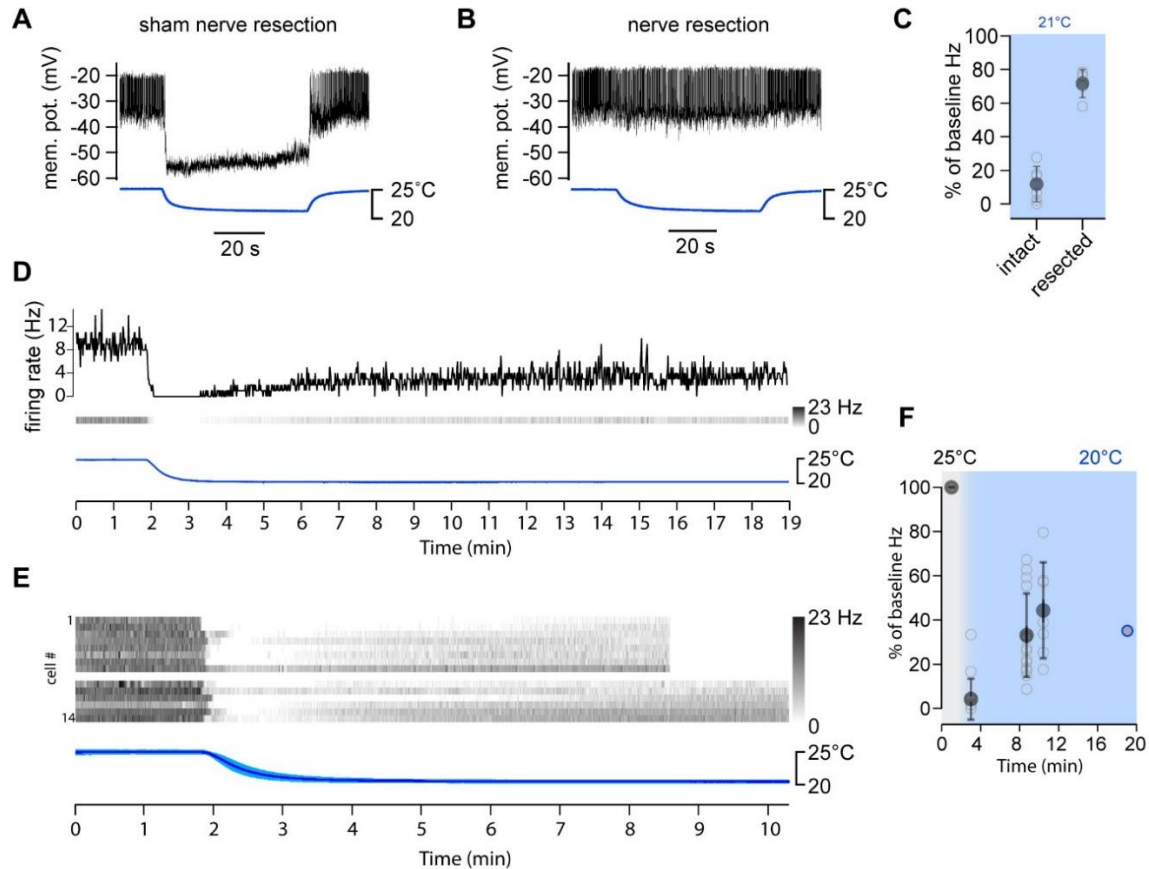 A
sham nerve resection
mem. pot. (mV)
-20
-30
-40
-50
-60
25°C
20
20 s
B
nerve resection
mem. pot. (mV)
-20
-30
-40
-50
-60
25°C
20
20 s
C
21°C
% of baseline Hz
100
80
60
40
20
0
intact
resected
D
firing rate (Hz)
12
8
4
0
23 Hz
0
25°C
20
0 1 2 3 4 5 6 7 8 9 10 11 12 13 14 15 16 17 18 19
Time (min)
E
cell #
1
14
23 Hz
0
25°C
20
0 1 2 3 4 5 6 7 8 9 10
Time (min)
F
25°C 20°C
% of baseline Hz
100
80
60
40
20
0
0 4 8 12 16 20
Time (min)